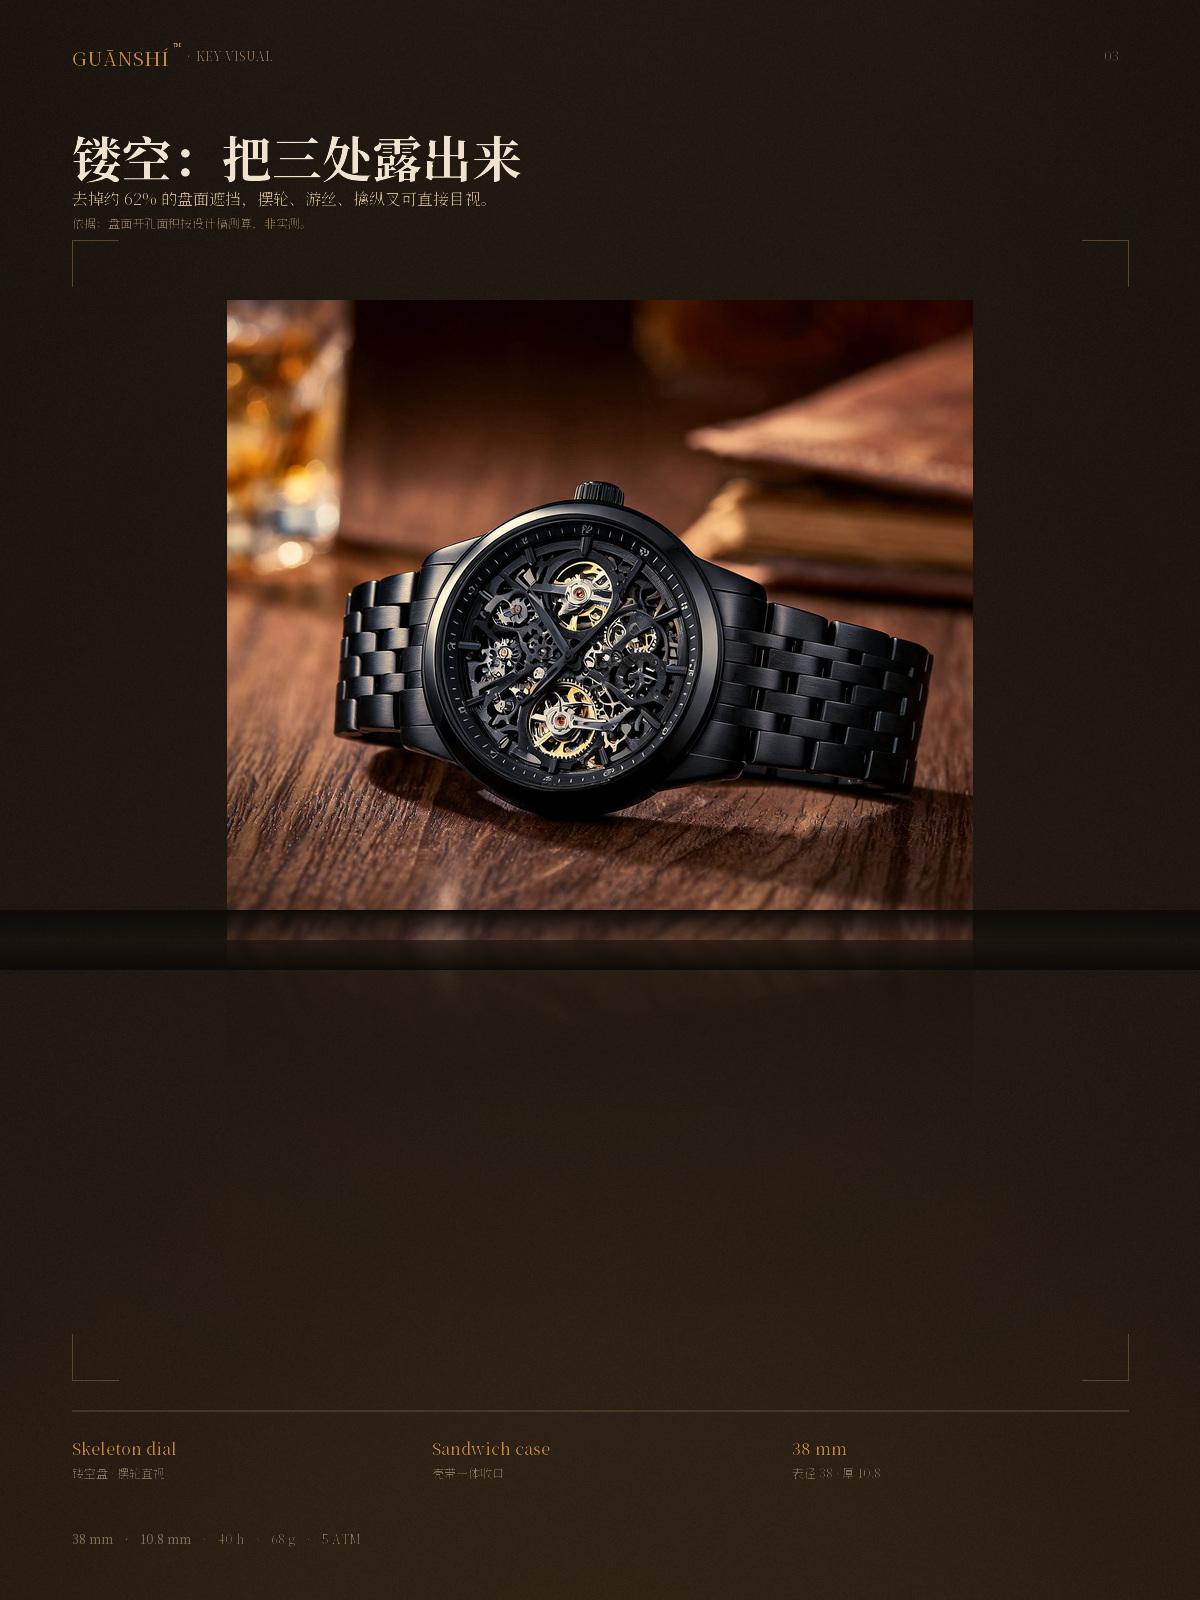 GUĀNSHÍ™ · KEY VISUAL
03
镂空：把三处露出来
去掉约 62% 的盘面遮挡，摆轮、游丝、擒纵叉可直接目视。
依据：盘面开孔面积按设计稿测算，非实测。
Skeleton dial
镂空盘 · 摆轮直视
Sandwich case
壳带一体收口
38 mm
表径 38 · 厚 10.8
38 mm · 10.8 mm · 40 h · 68 g · 5 ATM